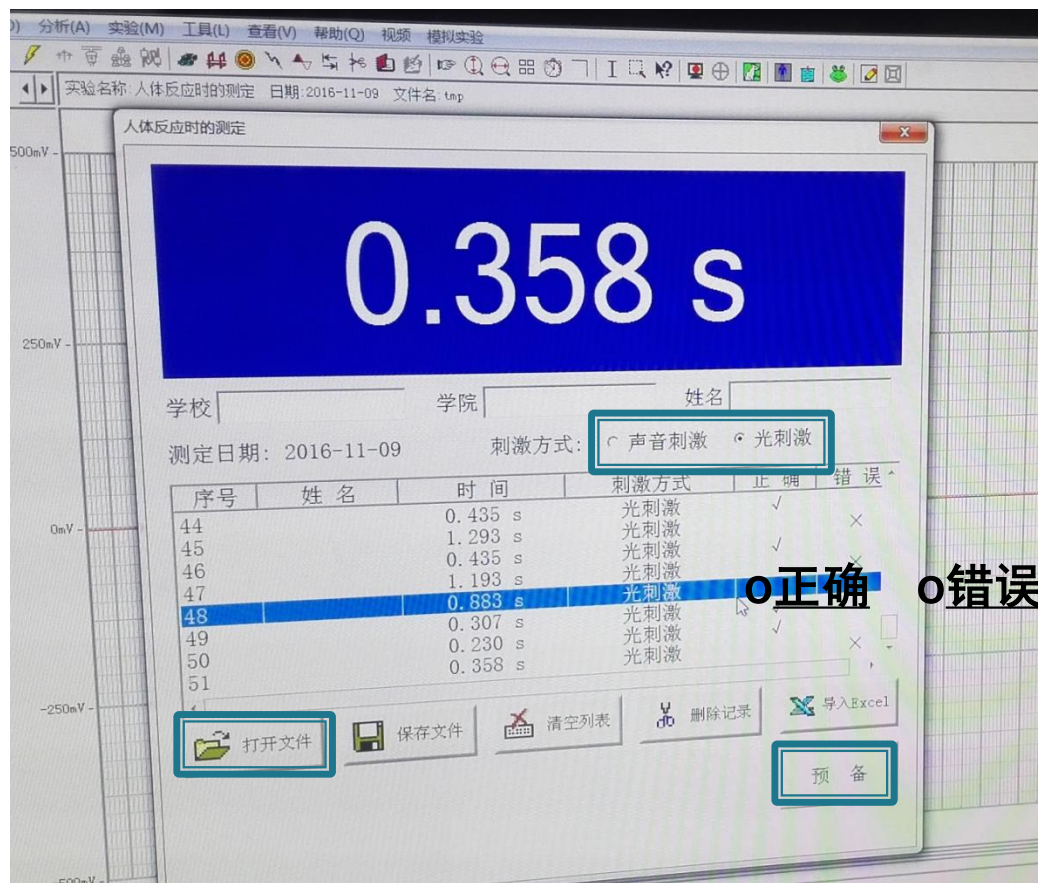 ) 分析(A) 实验(M) 工具(L) 查看(V) 帮助(Q) 视频 模拟实验
实验名称:人体反应时的测定 日期:2016-11-09 文件名:tmp
人体反应时的测定
500mV
0.358 s
250mV
学校 学院 姓名
测定日期: 2016-11-09 刺激方式: 声音刺激 光刺激
序号 姓 名 时 间 刺激方式 正 确 错 误
44 0.435 s 光刺激 √
45 1.293 s 光刺激 ×
0mV
46 0.435 s 光刺激 √
47 1.193 s 光刺激 ×
48 0.883 s 光刺激
o正确 o错误
49 0.307 s 光刺激 √
50 0.230 s 光刺激 √
51 0.358 s 光刺激 ×
-250mV
打开文件 保存文件 清空列表 删除记录 导入Excel
预 备
-500mV